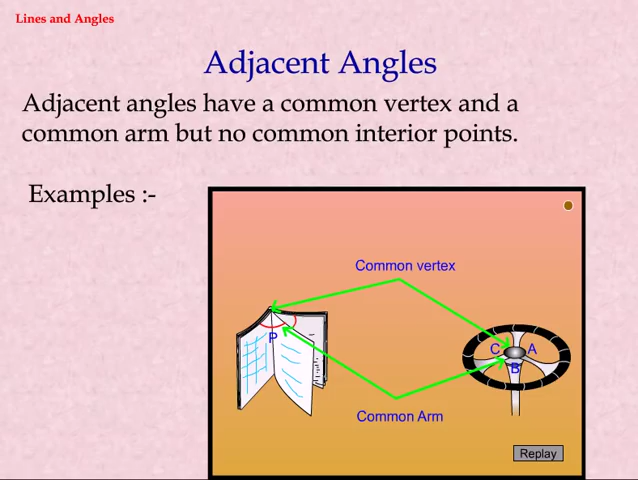 Lines and Angles
Adjacent Angles
Adjacent angles have a common vertex and a
common arm but no common interior points.
Examples :-
Common vertex
P
C
A
B
Common Arm
Replay